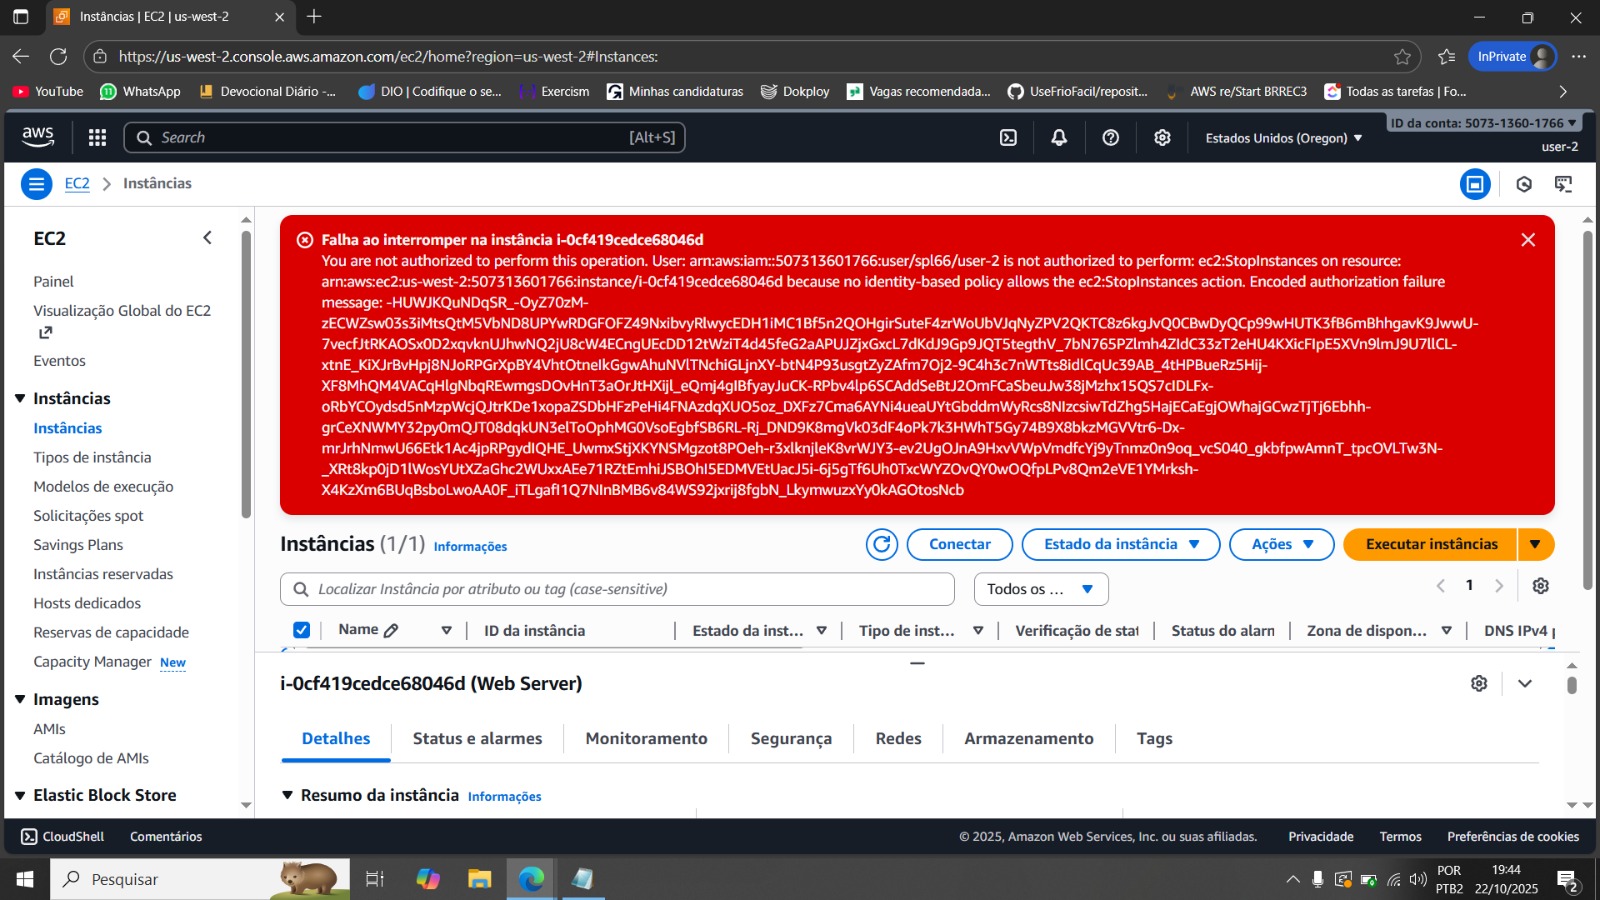 Instâncias | EC2 | us-west-2
https://us-west-2.console.aws.amazon.com/ec2/home?region=us-west-2#Instances:
InPrivate
YouTube
WhatsApp
Devocional Diário -...
DIO | Codifique o se...
Exercism
Minhas candidaturas
Dokploy
Vagas recomendada...
UseFrioFacil/reposit...
AWS re/Start BRREC3
Todas as tarefas | Fo...
aws
Search
[Alt+S]
Estados Unidos (Oregon)
ID da conta: 5073-1360-1766
user-2
EC2
Instâncias
EC2
Painel
Visualização Global do EC2
Eventos
Instâncias
Instâncias
Tipos de instância
Modelos de execução
Solicitações spot
Savings Plans
Instâncias reservadas
Hosts dedicados
Reservas de capacidade
Capacity Manager New
Imagens
AMIs
Catálogo de AMIs
Elastic Block Store
Falha ao interromper na instância i-0cf419cedce68046d
You are not authorized to perform this operation. User: arn:aws:iam::507313601766:user/spl66/user-2 is not authorized to perform: ec2:StopInstances on resource:
arn:aws:ec2:us-west-2:507313601766:instance/i-0cf419cedce68046d because no identity-based policy allows the ec2:StopInstances action. Encoded authorization failure
message: -HUWJKQuNDqSR_-OyZ70zM-
zECWZsw03s3iMtsQtM5VbND8UPYwRDGFOFZ49NxibvyRlwycEDH1iMC1Bf5n2QOHgirSuteF4zrWoUbVJqNyZPV2QKTC8z6kgJvQ0CBwDyQCp99wHUTK3fB6mBhhgavK9JwwU-
7vecfJtRKAOSx0D2xqvknUJhwNQ2jU8cW4ECngUEcDD12tWziT4d45feG2aAPUJZjxGxcL7dKdJ9Gp9JQT5tegthV_7bN765PZlmh4ZIdC33zT2eHU4KXicFIpE5XVn9lmJ9U7llCL-
xtnE_KiXJrBvHpj8NJoRPGrXpBY4VhtOtneIkGgwAhuNVlTNchiGLjnXY-btN4P93usgtZyZAfm7Oj2-9C4h3c7nWTts8idlCqUc39AB_4tHPBueRz5Hij-
XF8MhQM4VACqHlgNbqREwmgsDOvHnT3aOrJtHXijl_eQmj4gIBfyayJuCK-RPbv4lp6SCAddSeBtJ2OmFCaSbeuJw38jMzhx15QS7cIDLFx-
oRbYCOydsd5nMzpWcjQJtrKDe1xopaZSDbHFzPeHi4FNAzdqXUO5oz_DXFz7Cma6AYNi4ueaUYtGbddmWyRcs8NIzcsiwTdZhg5HajECaEgjOWhajGCwzTjTj6Ebhh-
grCeXNWMY32py0mQJT08dqkUN3elToOphMG0VsoEgbfSB6RL-Rj_DND9K8mgVk03dF4oPk7k3HWhT5Gy74B9X8bkzMGVVtr6-Dx-
mrJrhNmwU66Etk1Ac4jpRPgydIQHE_UwmxStjXKYNSMgzot8POeh-r3xlknjleK8vrWJY3-ev2UgOJnA9HxvVWpVmdfcYj9yTnmz0n9oq_vcS040_gkbfpwAmnT_tpcOVLTw3N-
_XRt8kp0jD1lWosYUtXZaGhc2WUxxAEe71RZtEmhiJSBOhI5EDMVEtUacJ5i-6j5gTf6Uh0TxcWYZOvQY0wOQfpLPv8Qm2eVE1YMrksh-
X4KzXm6BUqBsboLwoAA0F_iTLgafI1Q7NInBMB6v84WS92jxrij8fgbN_LkymwuzxYy0kAGOtosNcb
Instâncias (1/1) Informações
Conectar
Estado da instância
Ações
Executar instâncias
Localizar Instância por atributo ou tag (case-sensitive)
Todos os ...
1
Name
ID da instância
Estado da inst...
Tipo de inst...
Verificação de stat
Status do alarn
Zona de dispon...
DNS IPv4 p
i-0cf419cedce68046d (Web Server)
Detalhes
Status e alarmes
Monitoramento
Segurança
Redes
Armazenamento
Tags
Resumo da instância Informações
CloudShell
Comentários
© 2025, Amazon Web Services, Inc. ou suas afiliadas.
Privacidade
Termos
Preferências de cookies
Pesquisar
POR
PTB2
19:44
22/10/2025
2